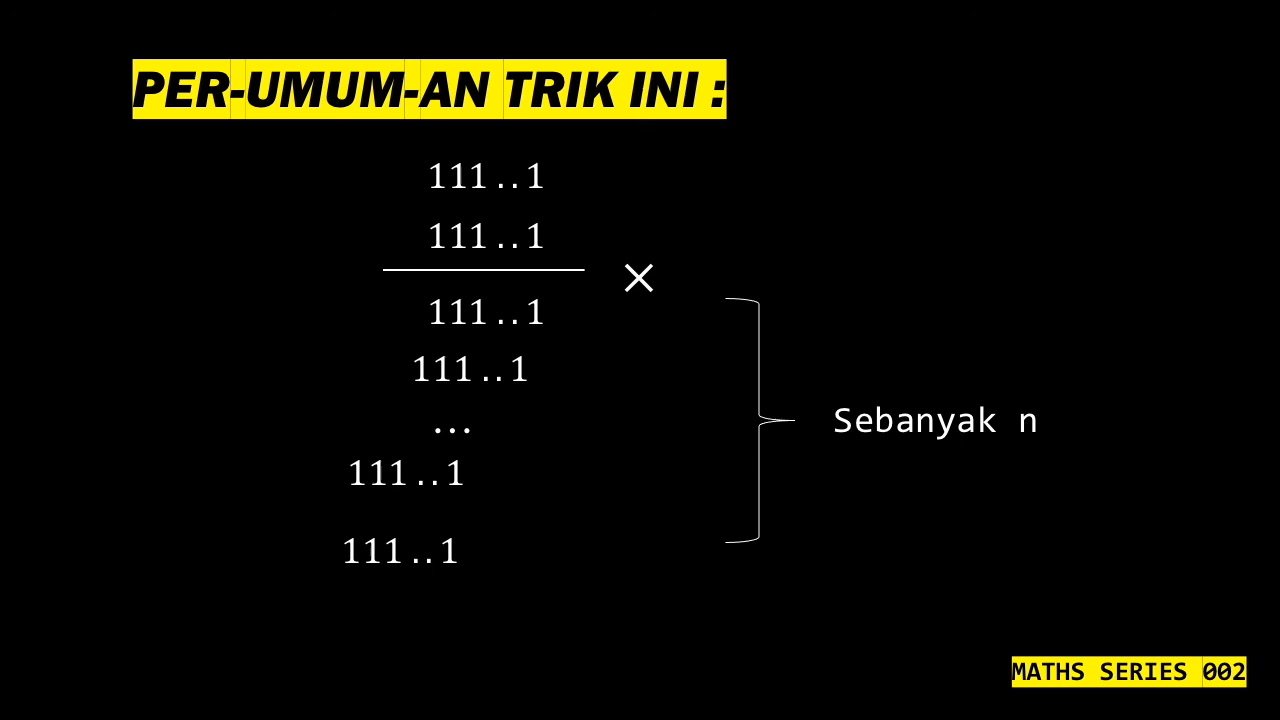 PER-UMUM-AN TRIK INI :
111..1
111..1
×
111..1
111..1
...
Sebanyak n
111..1
111..1
MATHS SERIES 002